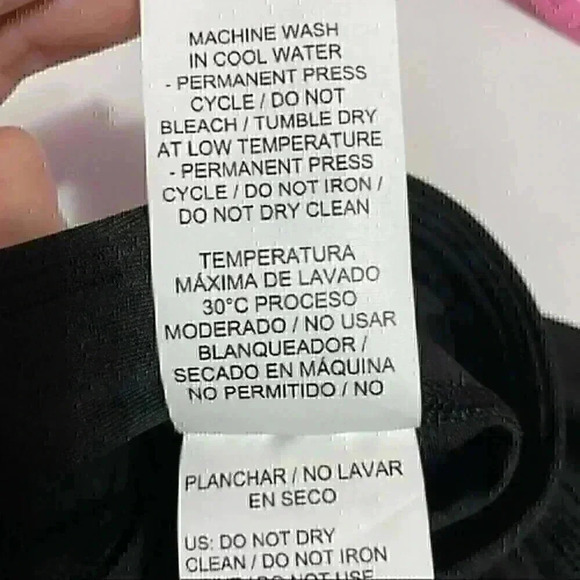 MACHINE WASH
IN COOL WATER
- PERMANENT PRESS
CYCLE / DO NOT
BLEACH / TUMBLE DRY
AT LOW TEMPERATURE
- PERMANENT PRESS
CYCLE / DO NOT IRON /
DO NOT DRY CLEAN
TEMPERATURA
MÁXIMA DE LAVADO
30°C PROCESO
MODERADO / NO USAR
BLANQUEADOR /
SECADO EN MÁQUINA
NO PERMITIDO / NO
PLANCHAR / NO LAVAR
EN SECO
US: DO NOT DRY
CLEAN / DO NOT IRON
NOT USE